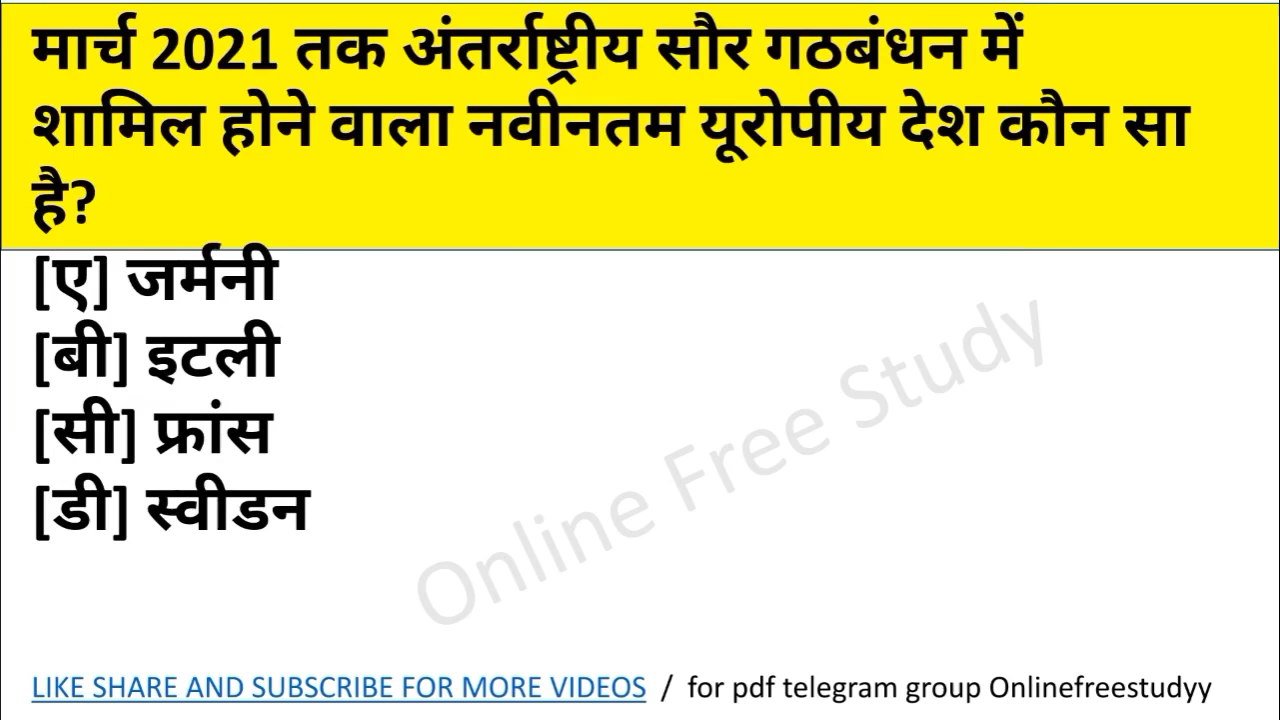 मार्च 2021 तक अंतर्राष्ट्रीय सौर गठबंधन में
शामिल होने वाला नवीनतम यूरोपीय देश कौन सा
है?
[ए] जर्मनी
[बी] इटली
[सी] फ्रांस
[डी] स्वीडन
Online Free Study
LIKE SHARE AND SUBSCRIBE FOR MORE VIDEOS / for pdf telegram group Onlinefreestudyy